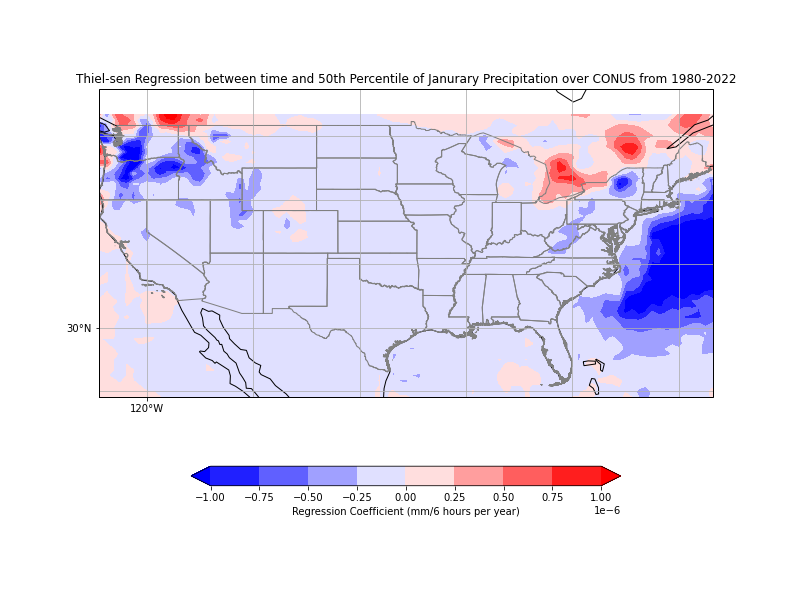 Thiel-sen Regression between time and 50th Percentile of Janurary Precipitation over CONUS from 1980-2022
30°N
120°W
−1.00 −0.75 −0.50 −0.25 0.00 0.25 0.50 0.75 1.00
Regression Coefficient (mm/6 hours per year)
1e−6